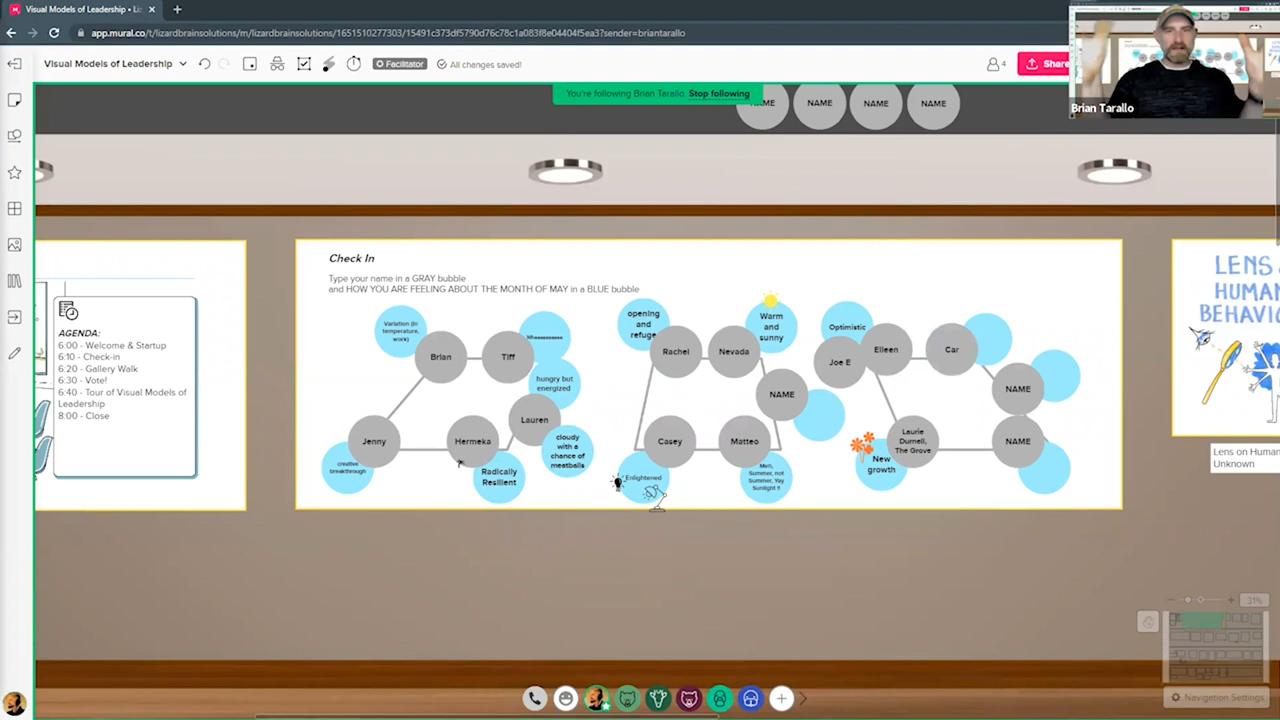 Visual Models of Leadership • Li
app.mural.co/t/lizardbrainsolutions/m/lizardbrainsolutions/1651511677303/15491c373df5790d76c78c1a083f8e04404f5ea3?sender=briantarallo
Visual Models of Leadership
Facilitator
All changes saved!
4
Share
You're following Brian Tarallo. Stop following
NAME
NAME
NAME
NAME
Brian Tarallo
AGENDA:
6:00 - Welcome & Startup
6:10 - Check-in
6:20 - Gallery Walk
6:30 - Vote!
6:40 - Tour of Visual Models of
Leadership
8:00 - Close
Check In
Type your name in a GRAY bubble
and HOW YOU ARE FEELING ABOUT THE MONTH OF MAY in a BLUE bubble
Variation (in
temperature,
work)
Brian
Tiff
hungry but
energized
Lauren
cloudy
with a
chance of
meatballs
Jenny
creative
breakthrough
Hermeka
Radically
Resilient
opening
and
refuge
Rachel
Nevada
Warm
and
sunny
NAME
Casey
Enlightened
Matteo
Meh,
Summer, not
Summer, Yay
Sunlight !!
Optimistic
Joe E
Eileen
Car
NAME
NAME
Laurie
Durnell,
The Grove
New
growth
LENS
HUMAN
BEHAVIO
Lens on Human
Unknown
31%
Navigation Settings